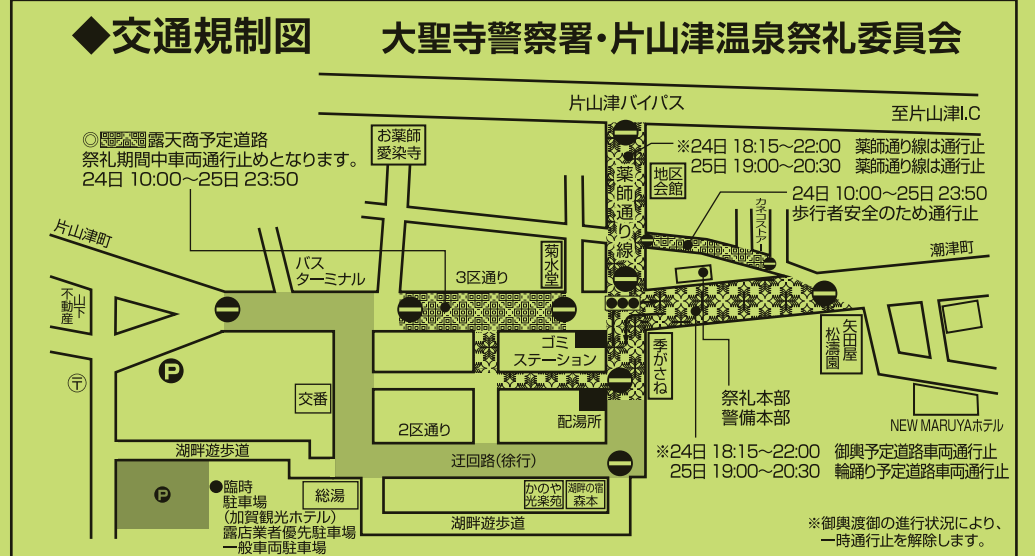 ◆交通規制図 大聖寺警察署・片山津温泉祭礼委員会
片山津バイパス
至片山津I.C
◎露天商予定道路
祭礼期間中車両通行止めとなります。
24日 10:00〜25日 23:50
お薬師
愛染寺
※24日 18:15〜22:00 薬師通り線は通行止
25日 19:00〜20:30 薬師通り線は通行止
薬師通り線
地区
会館
24日 10:00〜25日 23:50
歩行者安全のため通行止
カネコストアー
潮津町
片山津町
バス
ターミナル
3区通り
菊水堂
山下
不動産
P
〒
ゴミ
ステーション
季がさね
矢田屋
松濤園
交番
配湯所
祭礼本部
警備本部
NEW MARUYAホテル
2区通り
湖畔遊歩道
迂回路(徐行)
※24日 18:15〜22:00 御輿予定道路車両通行止
25日 19:00〜20:30 輪踊り予定道路車両通行止
P
●臨時
駐車場
(加賀観光ホテル)
露店業者優先駐車場
一般車両駐車場
総湯
かのや
光楽苑
湖畔の宿
森本
湖畔遊歩道
※御輿渡御の進行状況により、
一時通行止を解除します。